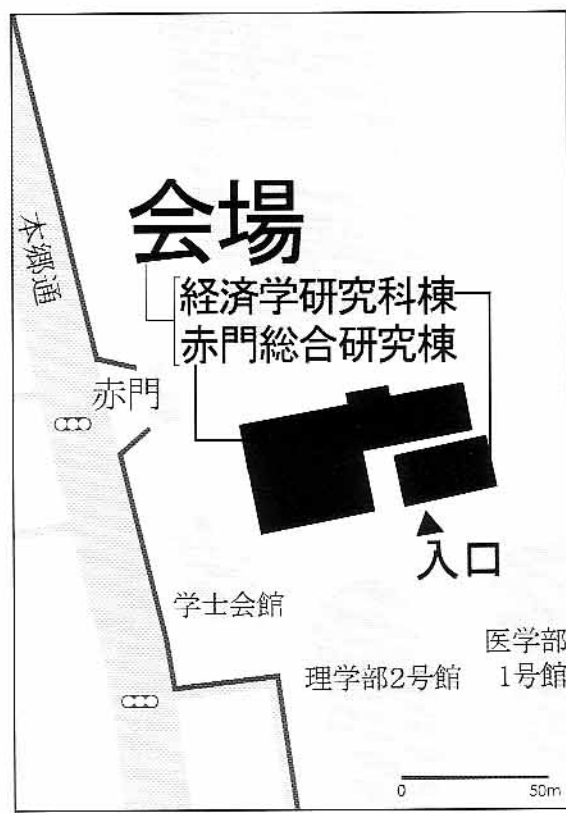 会場
経済学研究科棟
赤門総合研究棟
本郷通
赤門
入口
学士会館
医学部
1号館
理学部2号館
0
50m